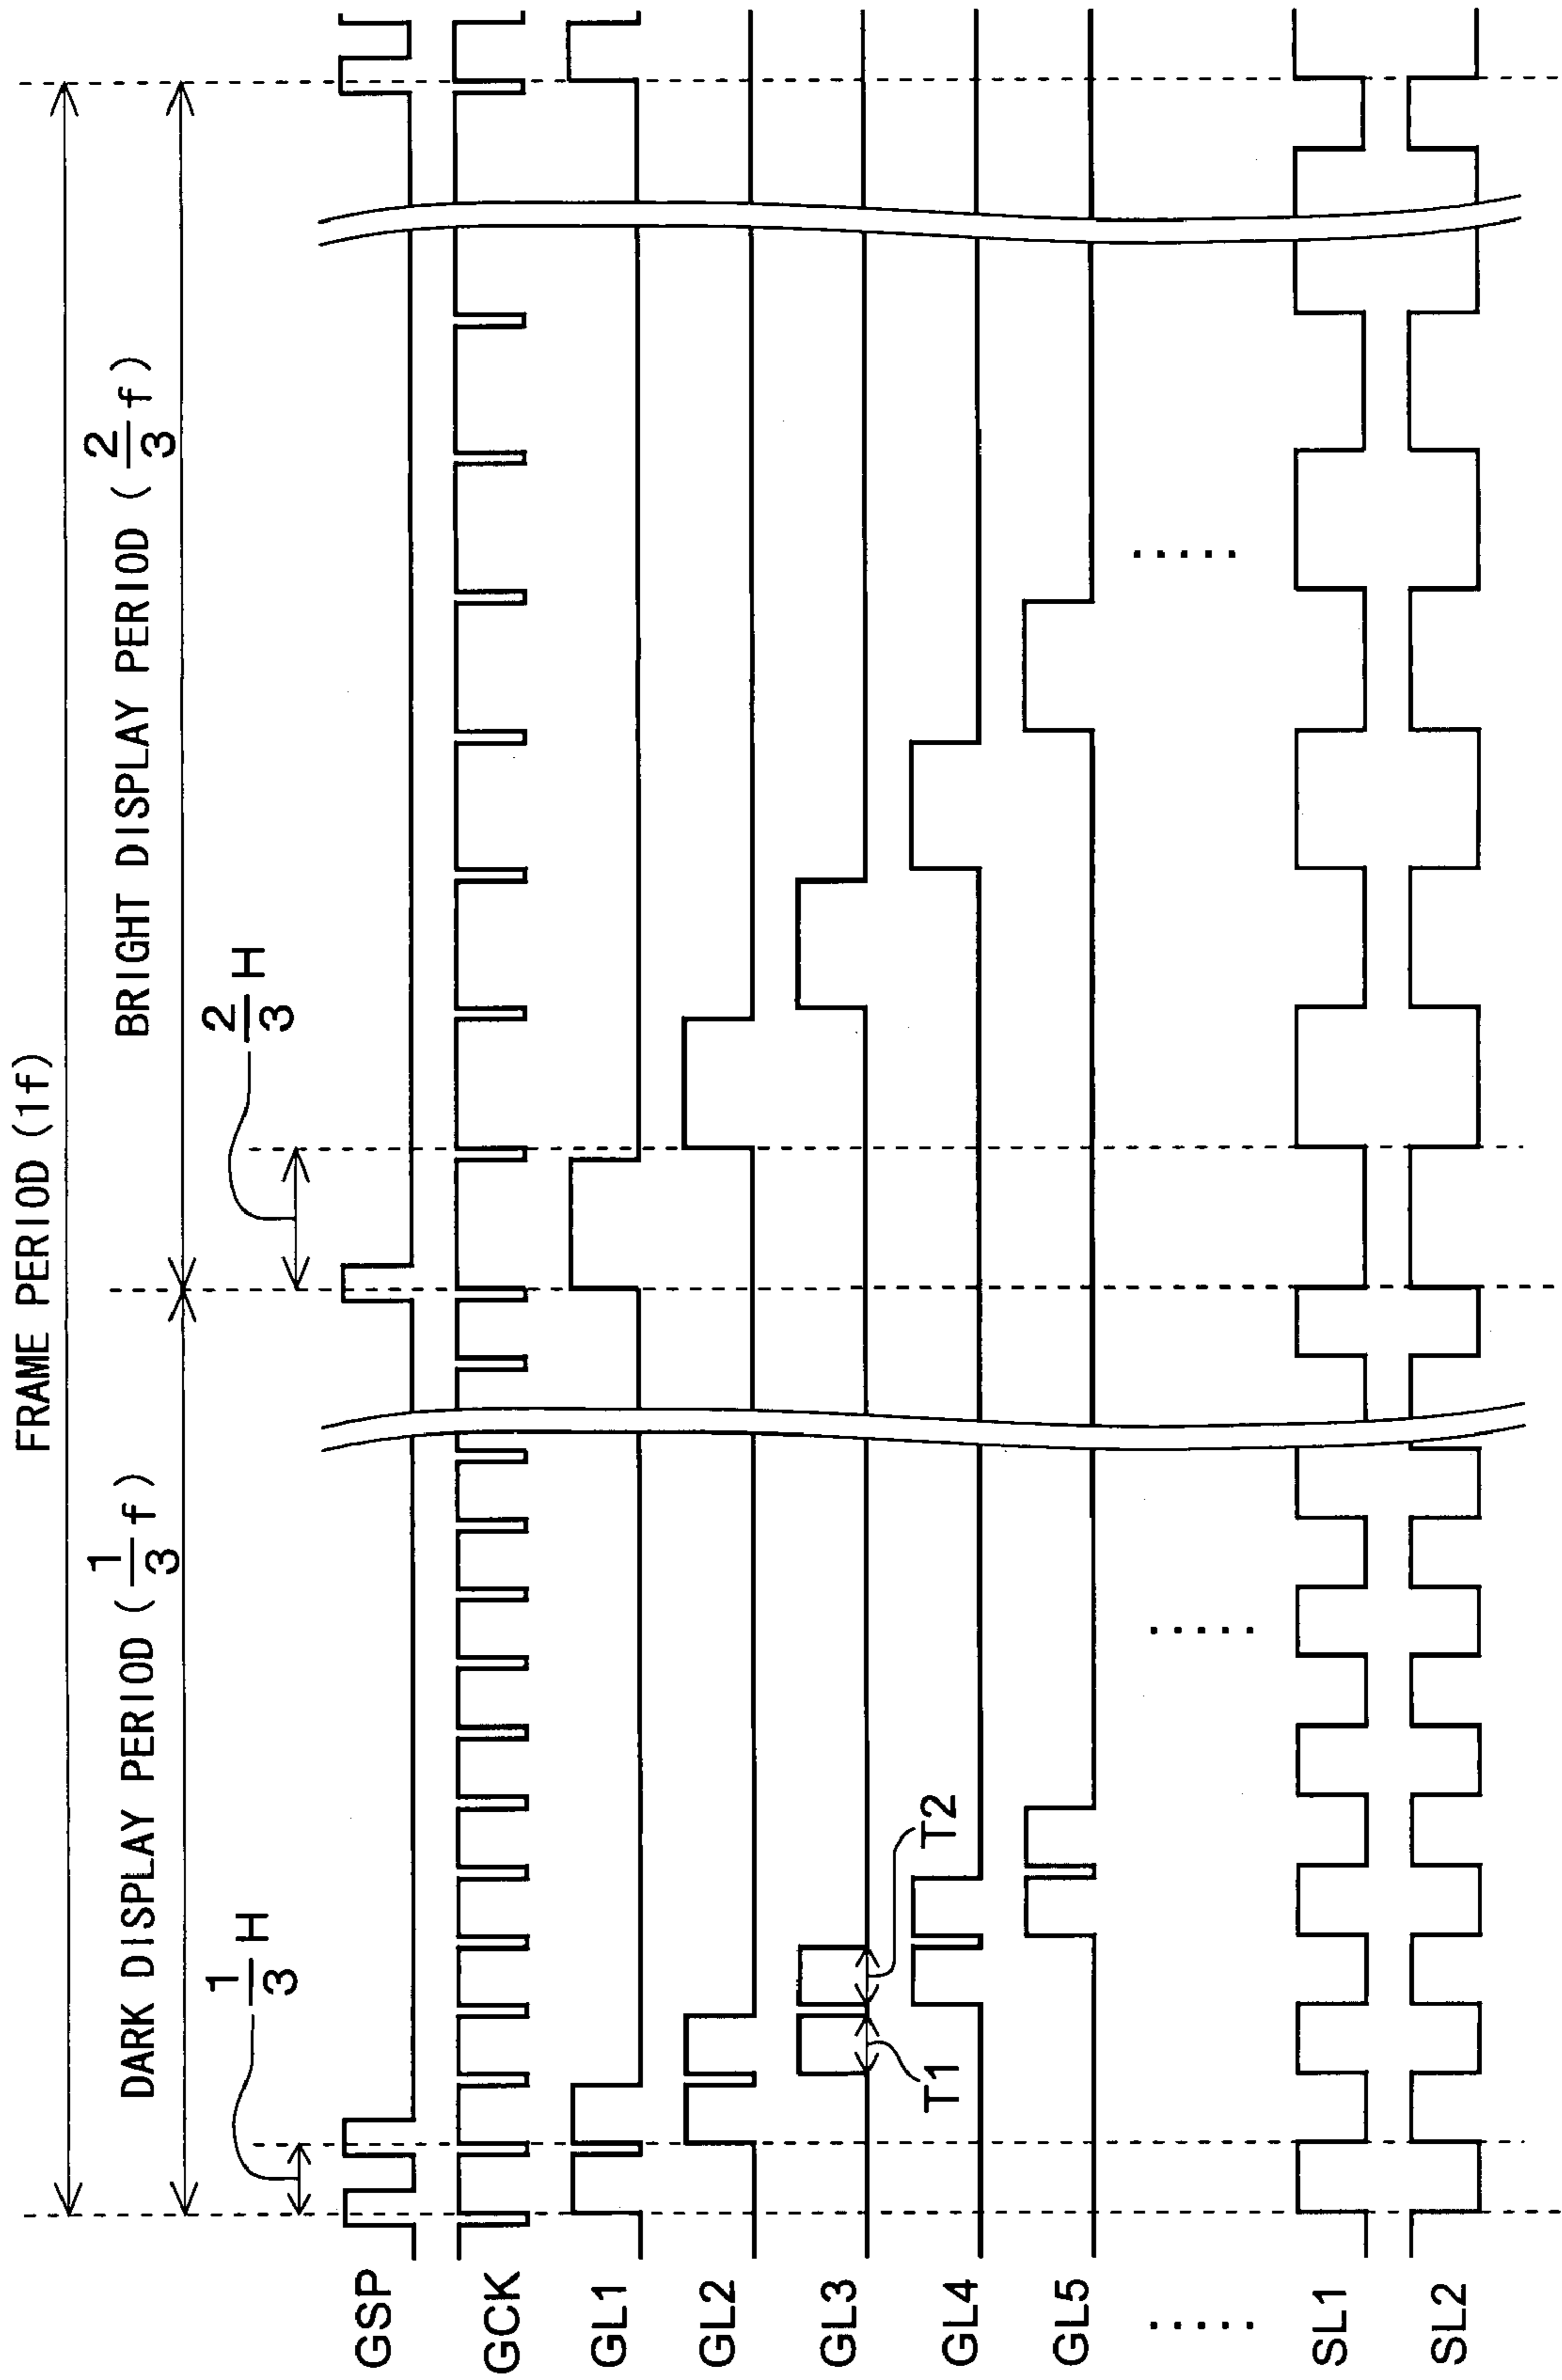 FRAME PERIOD (1f)
DARK DISPLAY PERIOD ( 1/3 f )
BRIGHT DISPLAY PERIOD ( 2/3 f )
1/3 H
2/3 H
GSP
GCK
GL1
GL2
GL3
T1
T2
GL4
GL5
.....
.....
.....
SL1
SL2